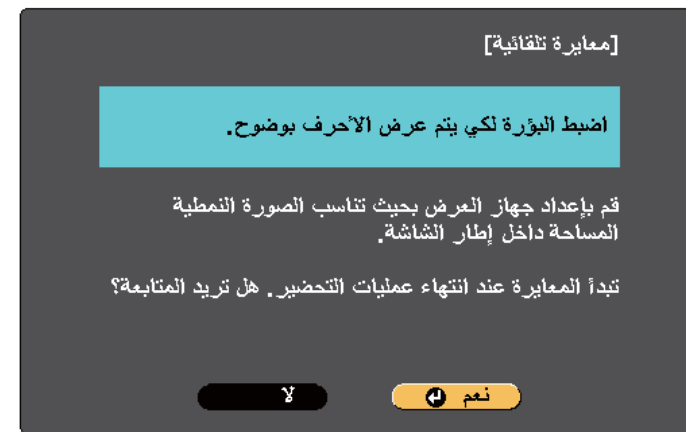 [معايرة تلقائية]
اضبط البؤرة لكي يتم عرض الأحرف بوضوح.
قم بإعداد جهاز العرض بحيث تناسب الصورة النمطية
المساحة داخل إطار الشاشة.
تبدأ المعايرة عند انتهاء عمليات التحضير. هل تريد المتابعة؟
نعم
لا